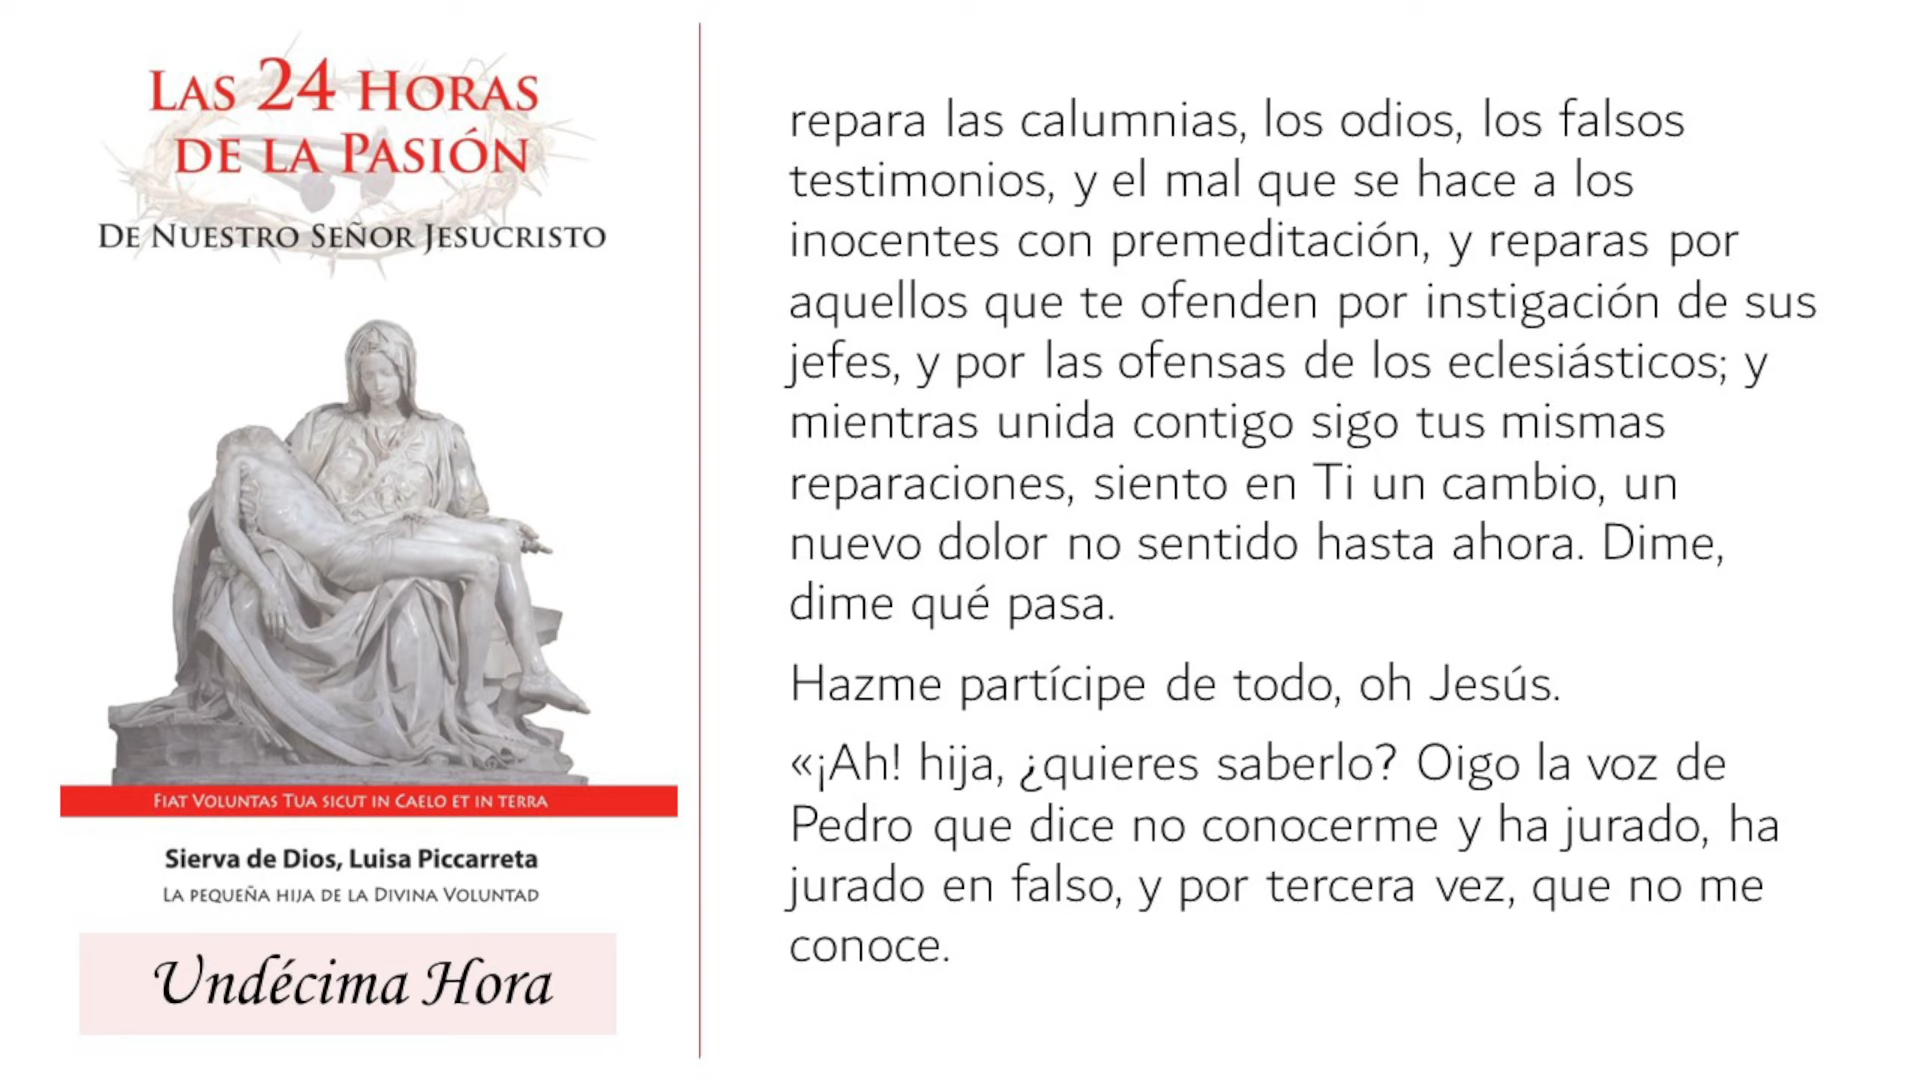 Las 24 Horas
de la Pasión
De Nuestro Señor Jesucristo
Fiat Voluntas Tua sicut in Caelo et in terra
Sierva de Dios, Luisa Piccarreta
La pequeña hija de la Divina Voluntad
Undécima Hora
repara las calumnias, los odios, los falsos
testimonios, y el mal que se hace a los
inocentes con premeditación, y reparas por
aquellos que te ofenden por instigación de sus
jefes, y por las ofensas de los eclesiásticos; y
mientras unida contigo sigo tus mismas
reparaciones, siento en Ti un cambio, un
nuevo dolor no sentido hasta ahora. Dime,
dime qué pasa.
Hazme partícipe de todo, oh Jesús.
«¡Ah! hija, ¿quieres saberlo? Oigo la voz de
Pedro que dice no conocerme y ha jurado, ha
jurado en falso, y por tercera vez, que no me
conoce.